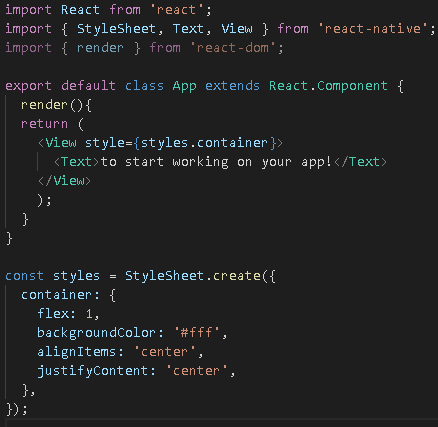 import React from 'react';
import { StyleSheet, Text, View } from 'react-native';
import { render } from 'react-dom';

export default class App extends React.Component {
  render(){
  return (
    <View style={styles.container}>
      <Text>to start working on your app!</Text>
    </View>
    );
  }
}

const styles = StyleSheet.create({
  container: {
    flex: 1,
    backgroundColor: '#fff',
    alignItems: 'center',
    justifyContent: 'center',
  },
});